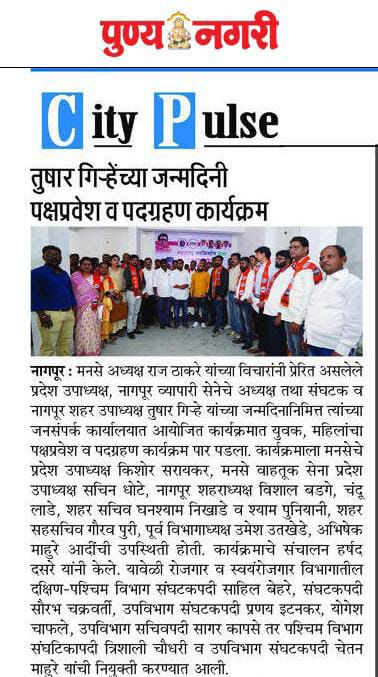 पुण्य नगरी
City Pulse
तुषार गिऱ्हेंच्या जन्मदिनी
पक्षप्रवेश व पदग्रहण कार्यक्रम
नागपूर : मनसे अध्यक्ष राज ठाकरे यांच्या विचारांनी प्रेरित असलेले
प्रदेश उपाध्यक्ष, नागपूर व्यापारी सेनेचे अध्यक्ष तथा संघटक व
नागपूर शहर उपाध्यक्ष तुषार गिऱ्हे यांच्या जन्मदिनानिमित्त त्यांच्या
जनसंपर्क कार्यालयात आयोजित कार्यक्रमात युवक, महिलांचा
पक्षप्रवेश व पदग्रहण कार्यक्रम पार पडला. कार्यक्रमाला मनसेचे
प्रदेश उपाध्यक्ष किशोर सरायकर, मनसे वाहतूक सेना प्रदेश
उपाध्यक्ष सचिन धोटे, नागपूर शहराध्यक्ष विशाल बडगे, चंदू
लाडे, शहर सचिव घनश्याम निखाडे व श्याम पुनियानी, शहर
सहसचिव गौरव पुरी, पूर्व विभागाध्यक्ष उमेश उतखेडे, अभिषेक
माहुरे आदींची उपस्थिती होती. कार्यक्रमाचे संचालन हर्षद
दसरे यांनी केले. यावेळी रोजगार व स्वयंरोजगार विभागातील
दक्षिण-पश्चिम विभाग संघटकपदी साहिल बेहरे, संघटकपदी
सौरभ चक्रवर्ती, उपविभाग संघटकपदी प्रणय इटनकर, योगेश
चाफले, उपविभाग सचिवपदी सागर कापसे तर पश्चिम विभाग
संघटिकापदी त्रिशाली चौधरी व उपविभाग संघटकपदी चेतन
माहुरे यांची नियुक्ती करण्यात आली.